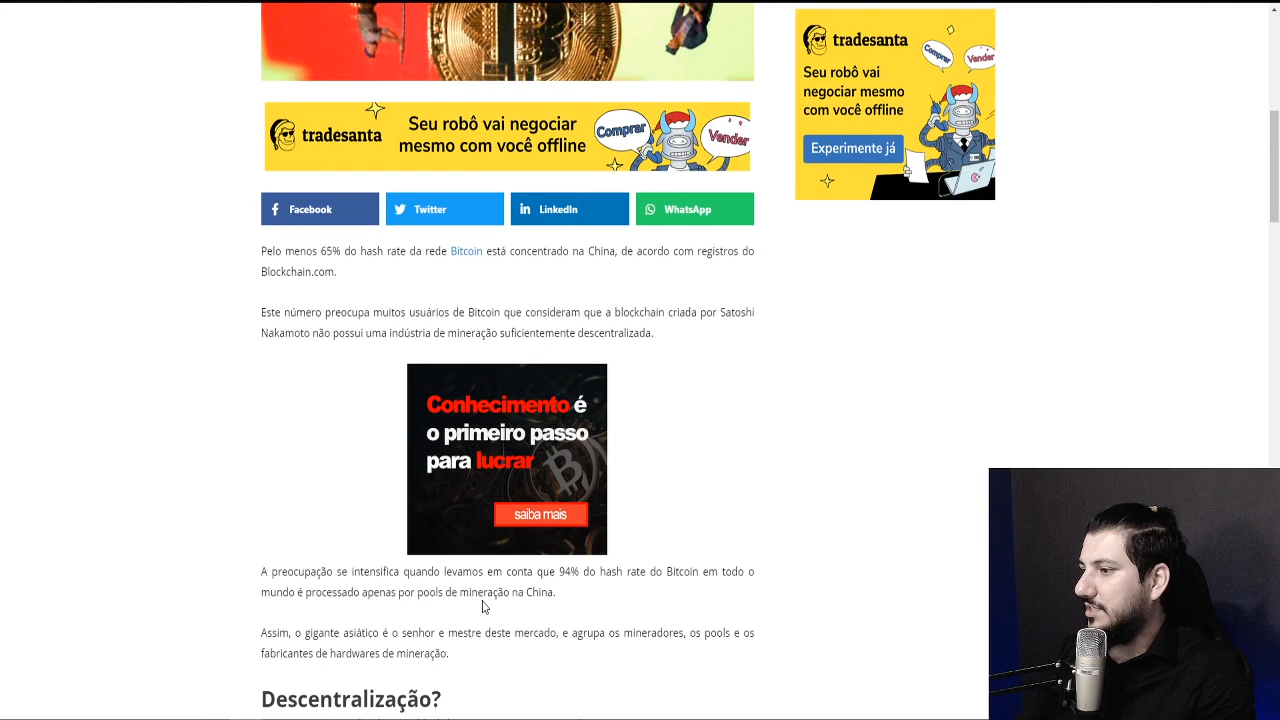 tradesanta
Seu robô vai negociar
mesmo com você offline
Comprar
Vender
tradesanta
Seu robô vai
negociar mesmo
com você offline
Comprar
Vender
Experimente já
Facebook
Twitter
LinkedIn
WhatsApp
Pelo menos 65% do hash rate da rede Bitcoin está concentrado na China, de acordo com registros do
Blockchain.com.
Este número preocupa muitos usuários de Bitcoin que consideram que a blockchain criada por Satoshi
Nakamoto não possui uma indústria de mineração suficientemente descentralizada.
Conhecimento é
o primeiro passo
para lucrar
saiba mais
A preocupação se intensifica quando levamos em conta que 94% do hash rate do Bitcoin em todo o
mundo é processado apenas por pools de mineração na China.
Assim, o gigante asiático é o senhor e mestre deste mercado, e agrupa os mineradores, os pools e os
fabricantes de hardwares de mineração.
Descentralização?